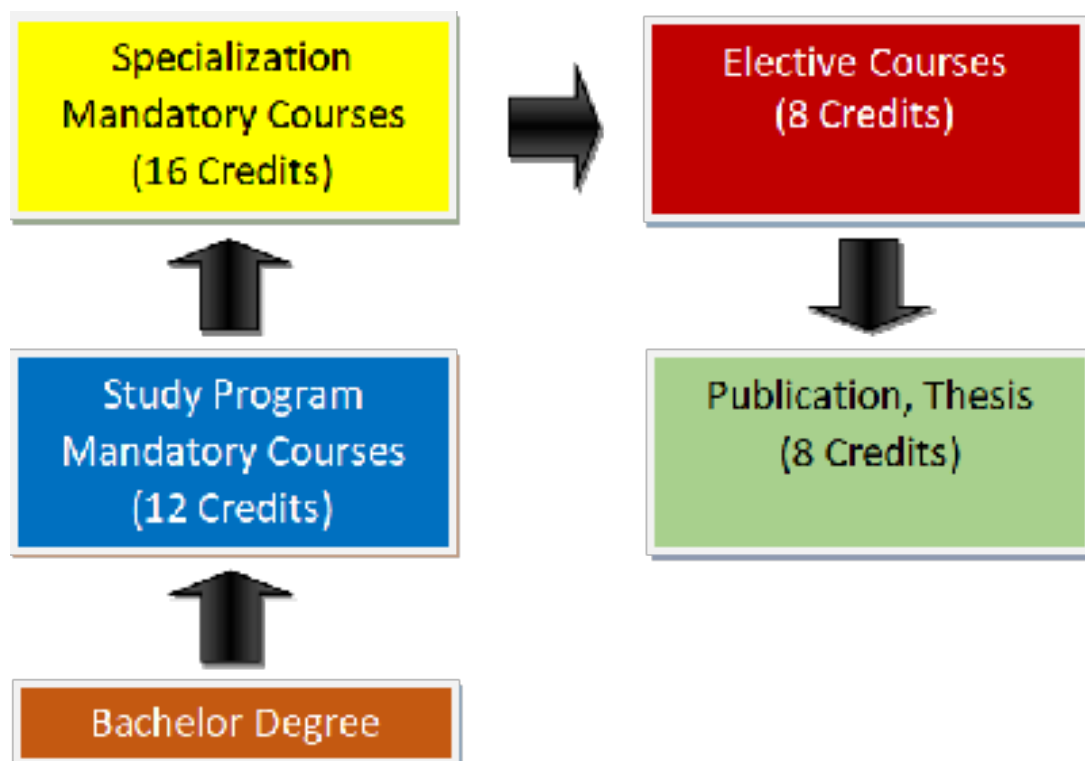 Specialization
Mandatory Courses
(16 Credits)
Elective Courses
(8 Credits)
Study Program
Mandatory Courses
(12 Credits)
Publication, Thesis
(8 Credits)
Bachelor Degree